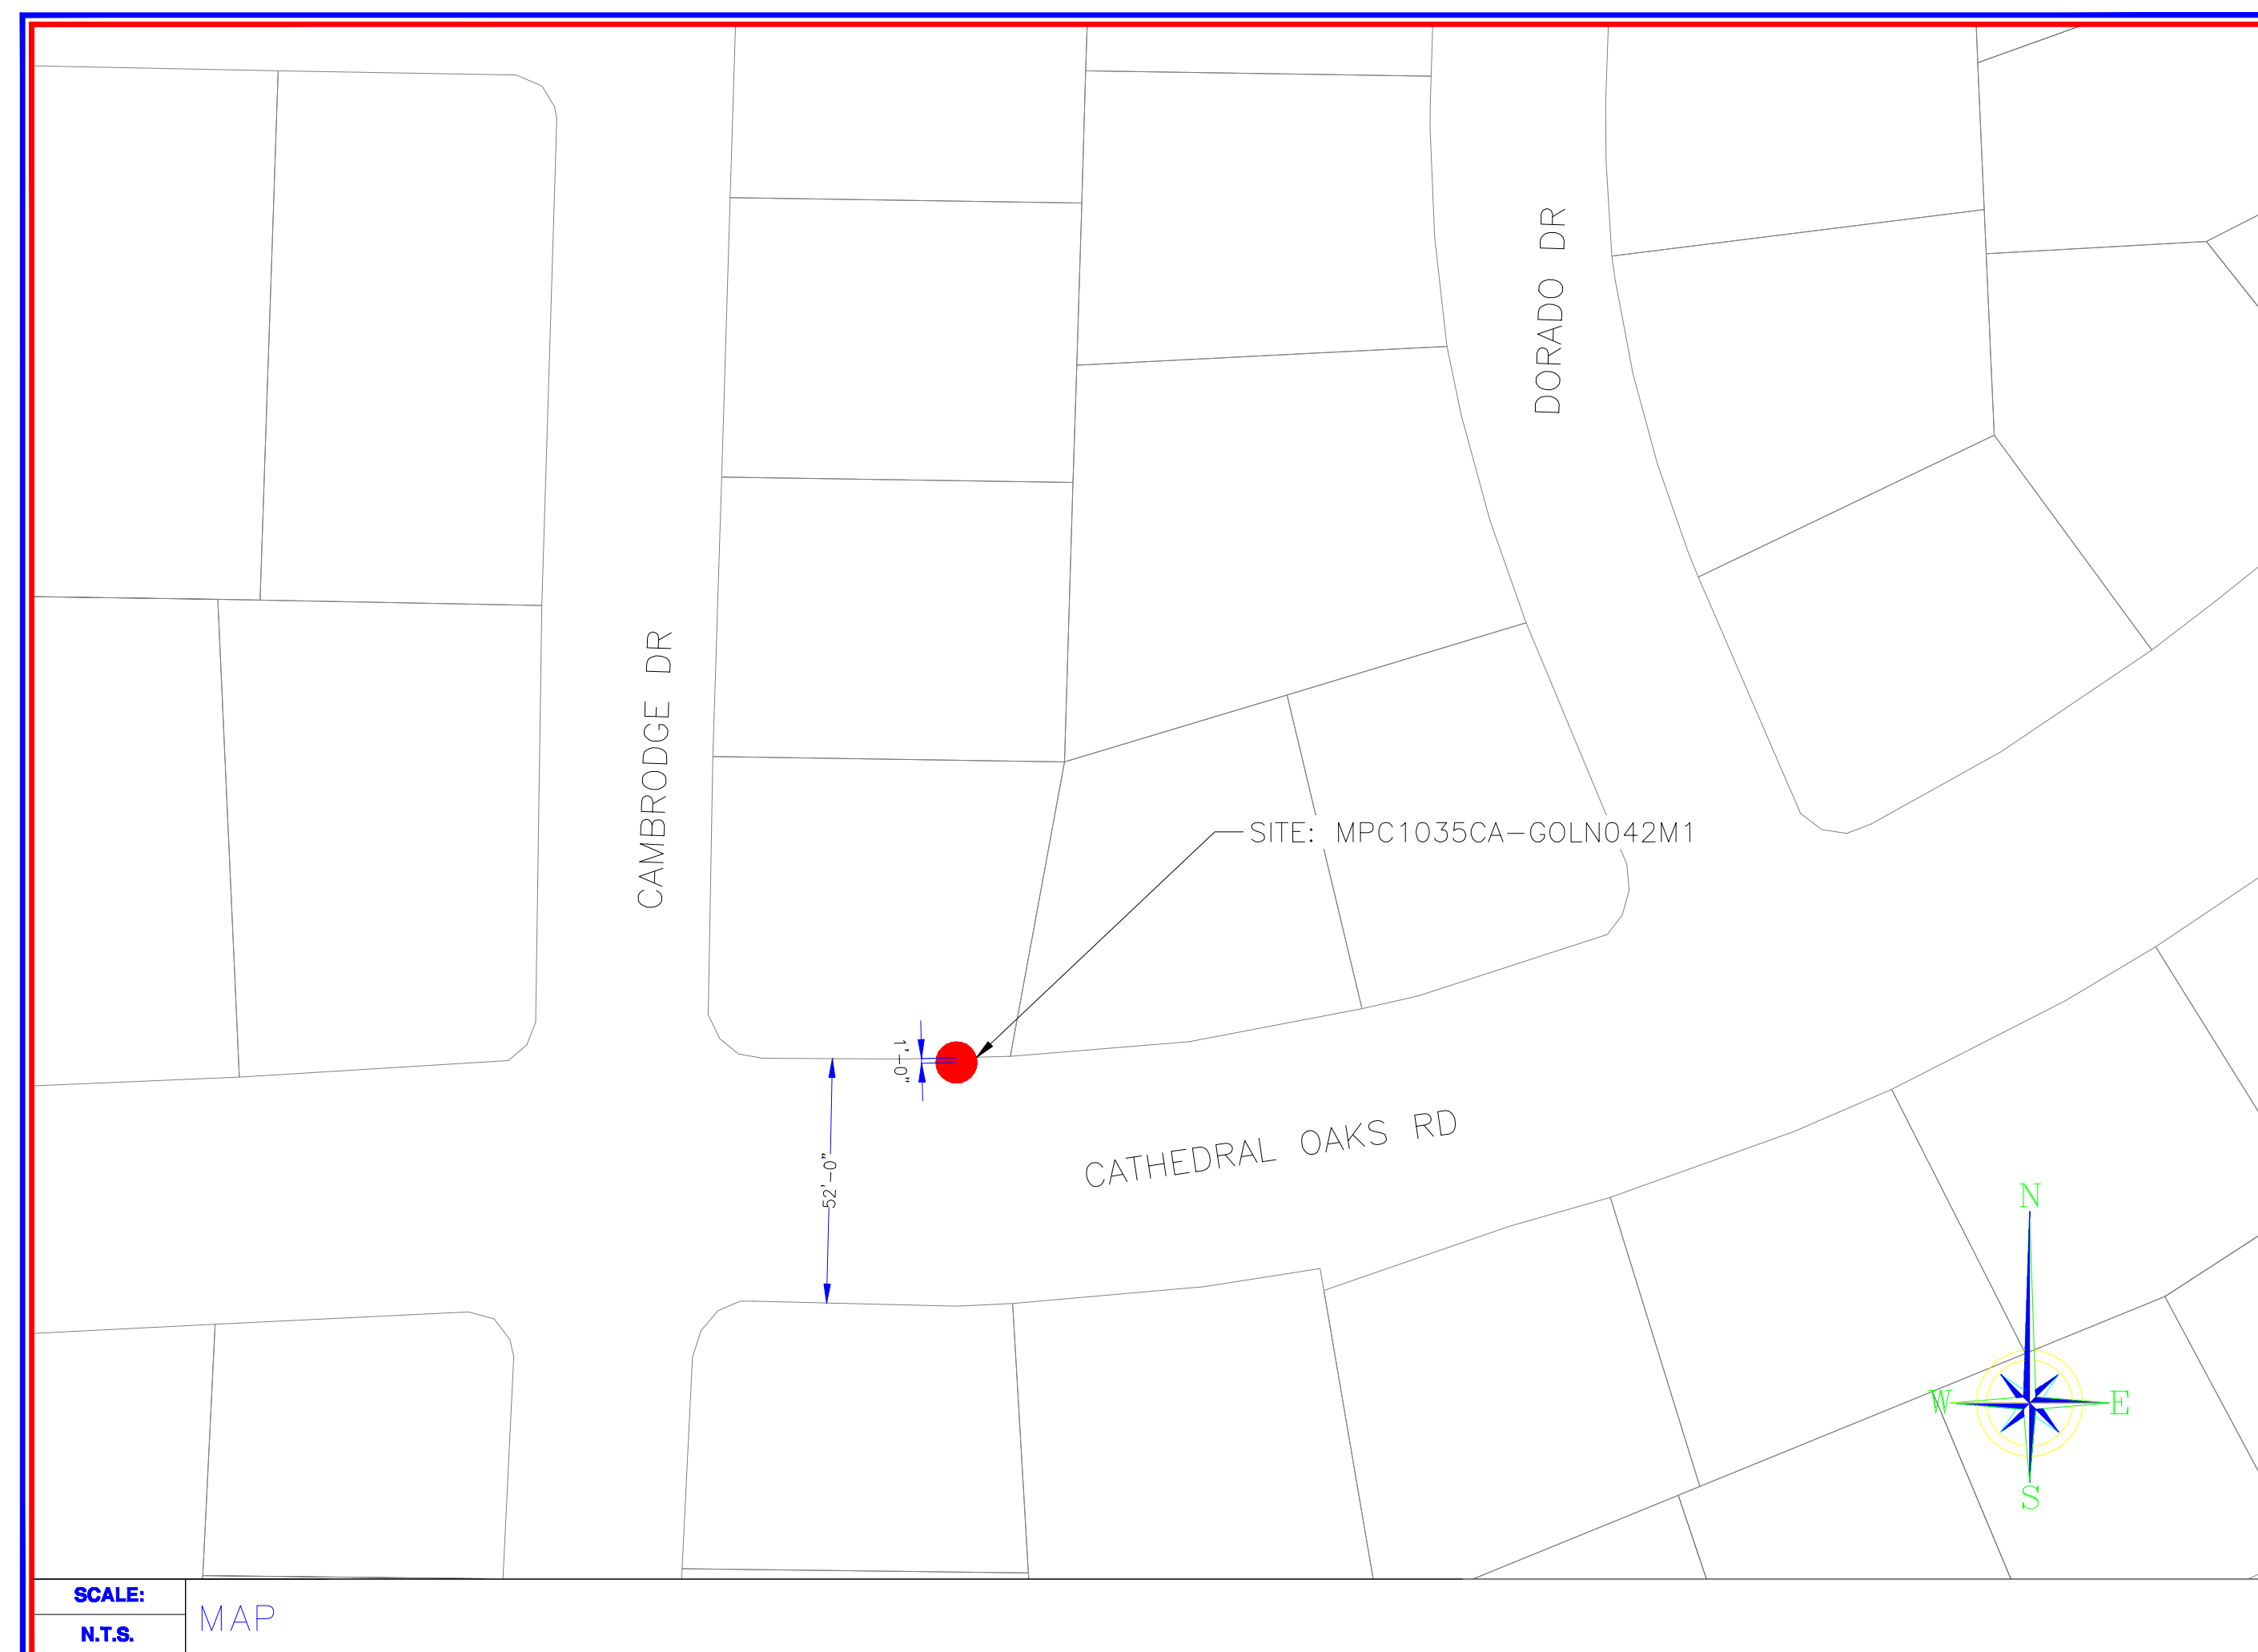 DORADO DR
CAMBRODGE DR
SITE: MPC1035CA-GOLN042M1
1'-0"
CATHEDRAL OAKS RD
52'-0"
N
W
E
S
SCALE:
N.T.S.
MAP